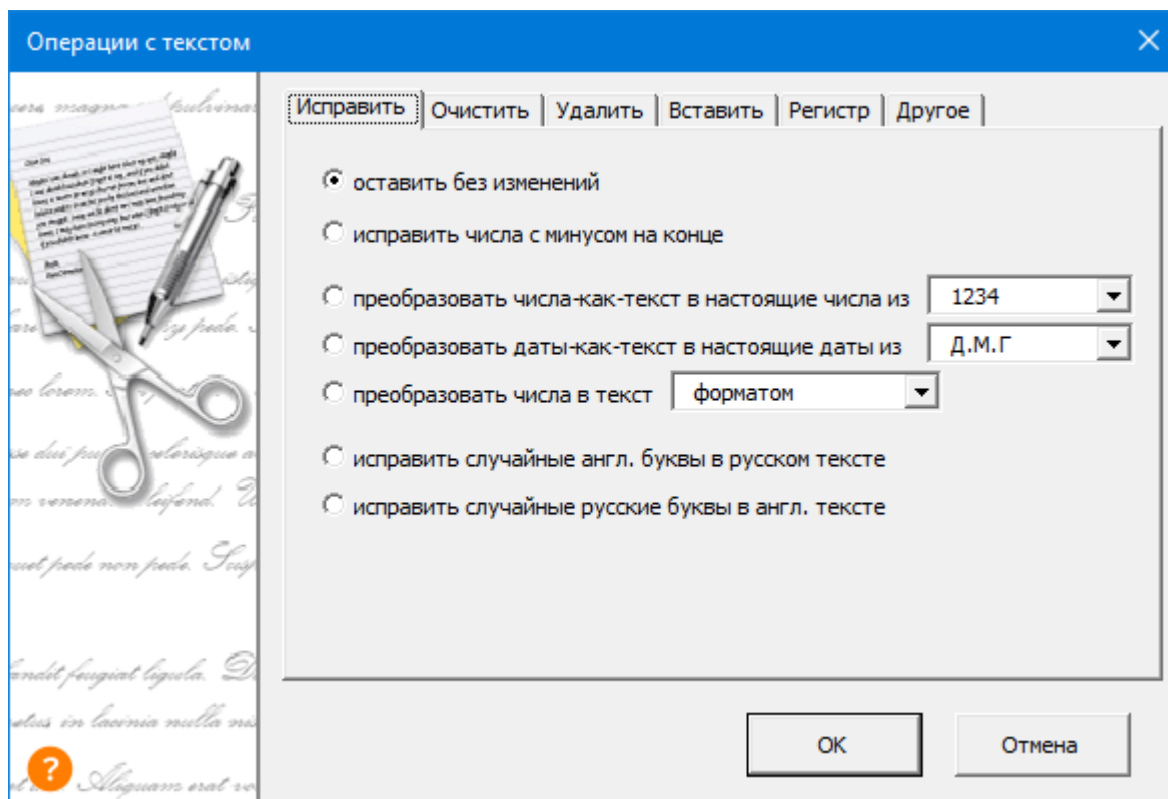 Операции с текстом
Исправить Очистить Удалить Вставить Регистр Другое
оставить без изменений
исправить числа с минусом на конце
преобразовать числа-как-текст в настоящие числа из 1234
преобразовать даты-как-текст в настоящие даты из Д.М.Г
преобразовать числа в текст форматом
исправить случайные англ. буквы в русском тексте
исправить случайные русские буквы в англ. тексте
OK Отмена
?